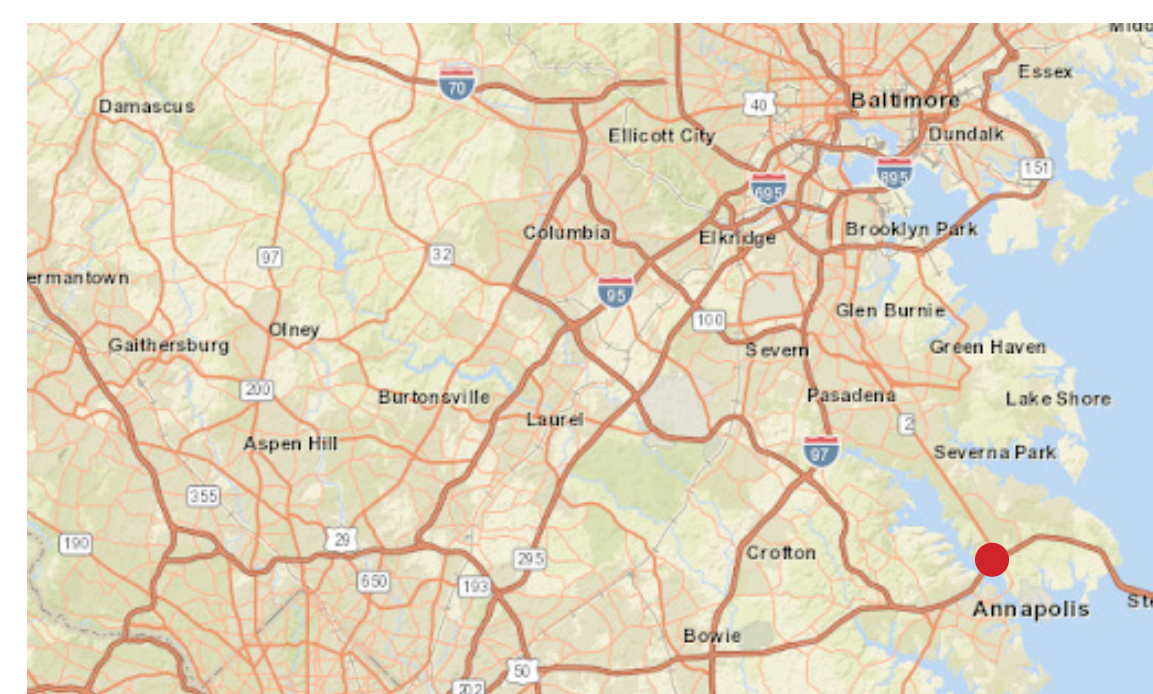 Essex
Damascus
70
40
Baltimore
Ellicott City
Dundalk
151
895
695
Columbia
Elkridge
Brooklyn Park
97
32
ermantown
95
Glen Burnie
100
Olney
Gaithersburg
Severn
Green Haven
200
Burtonsville
Pasadena
Lake Shore
Laurel
2
Aspen Hill
97
Severna Park
355
190
29
295
Crotton
650
193
Annapolis
Ste
Bowie
50
202